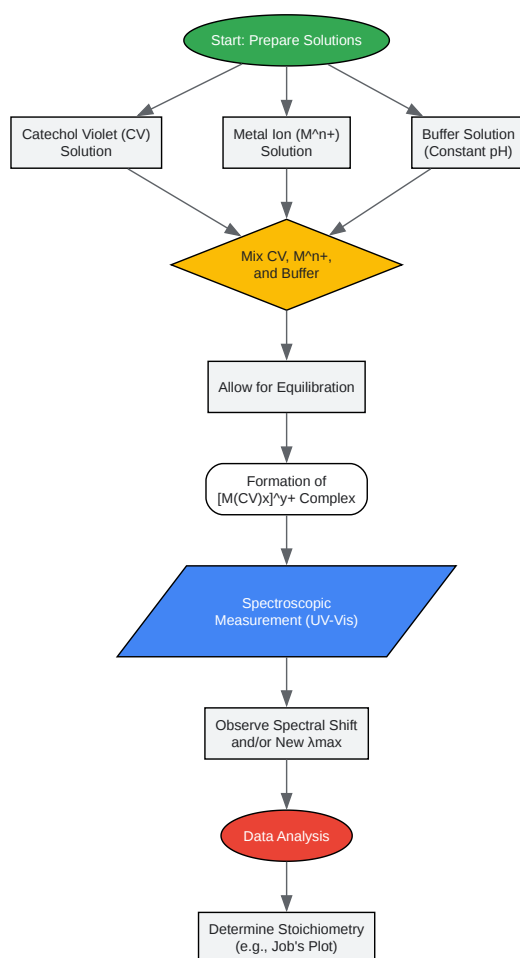 Start: Prepare Solutions
Catechol Violet (CV)
Solution
Metal Ion (M^n+)
Solution
Buffer Solution
(Constant pH)
Mix CV, M^n+,
and Buffer
Allow for Equilibration
Formation of
[M(CV)x]^y+ Complex
Spectroscopic
Measurement (UV-Vis)
Observe Spectral Shift
and/or New λmax
Data Analysis
Determine Stoichiometry
(e.g., Job's Plot)